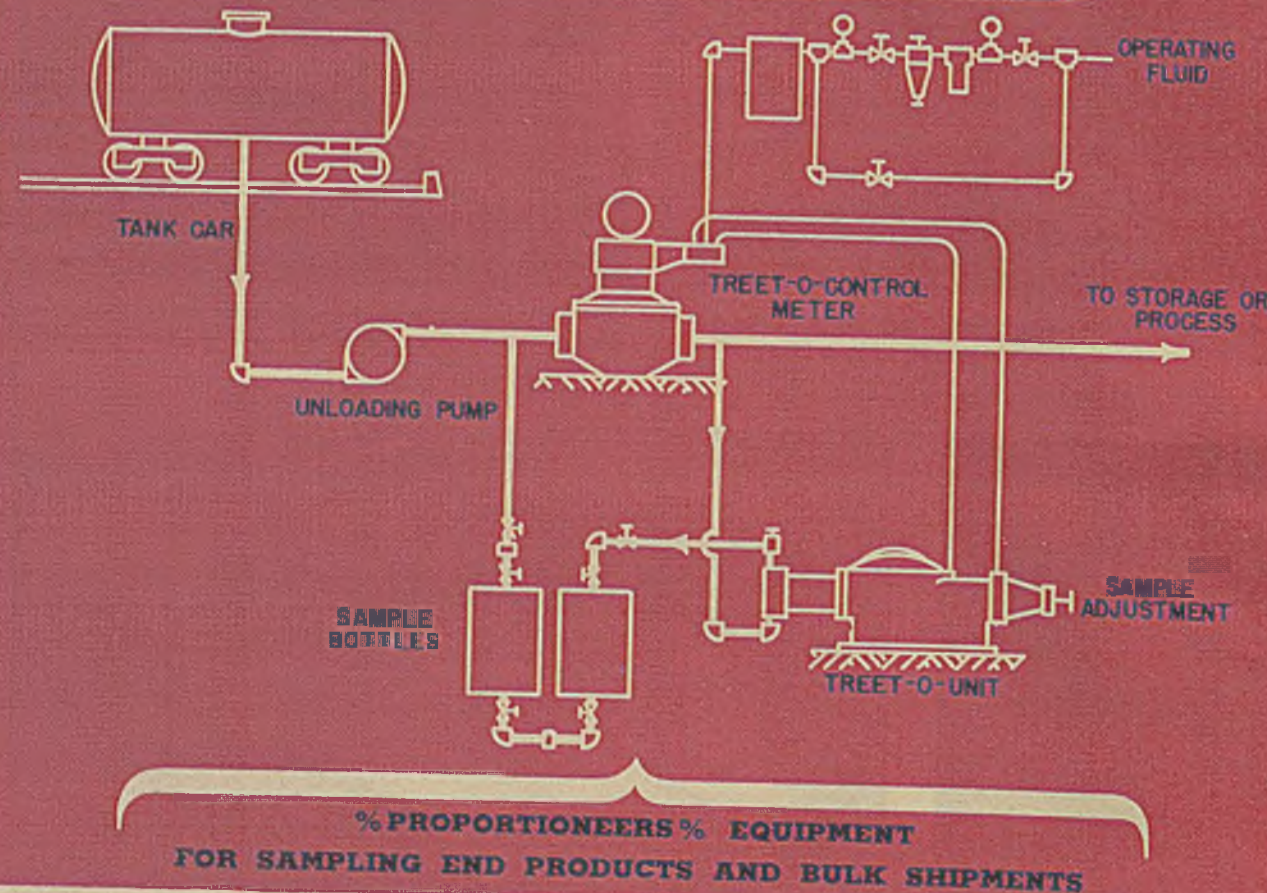 OPERATING
FLUID
TANK CAR
TREET-O-CONTROL
METER
TO STORAGE OR
PROCESS
UNLOADING PUMP
SAMPLE
BOTTLES
SAMPLE
ADJUSTMENT
TREET-O-UNIT
% PROPORTIONEERS % EQUIPMENT
FOR SAMPLING END PRODUCTS AND BULK SHIPMENTS